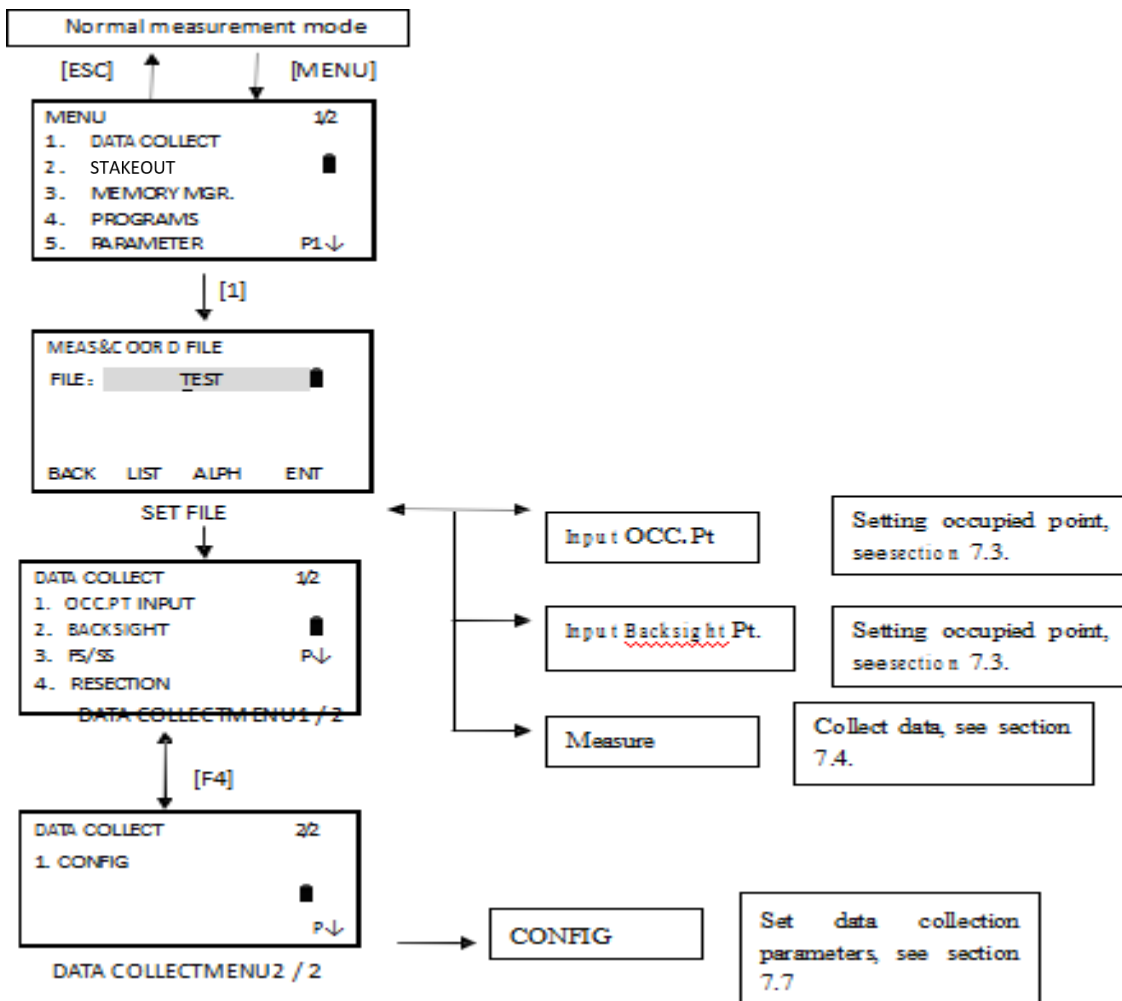 Normal measurement mode
[ESC] [MENU]
MENU 1/2
1. DATA COLLECT
2. STAKEOUT
3. MEMORY MGR.
4. PROGRAMS
5. PARAMETER P1↓
[1]
MEAS&COORD FILE
FILE: TEST
BACK LIST ALPH ENT
SET FILE
DATA COLLECT 1/2
1. OCC.PT INPUT
2. BACKSIGHT
3. FS/SS P↓
4. RESECTION
DATA COLLECTMENU1 / 2
[F4]
DATA COLLECT 2/2
1. CONFIG
P↓
DATA COLLECTMENU2 / 2
Input OCC.Pt
Setting occupied point,
see section 7.3.
Input Backsight Pt.
Setting occupied point,
see section 7.3.
Measure
Collect data, see section
7.4.
CONFIG
Set data collection
parameters, see section
7.7